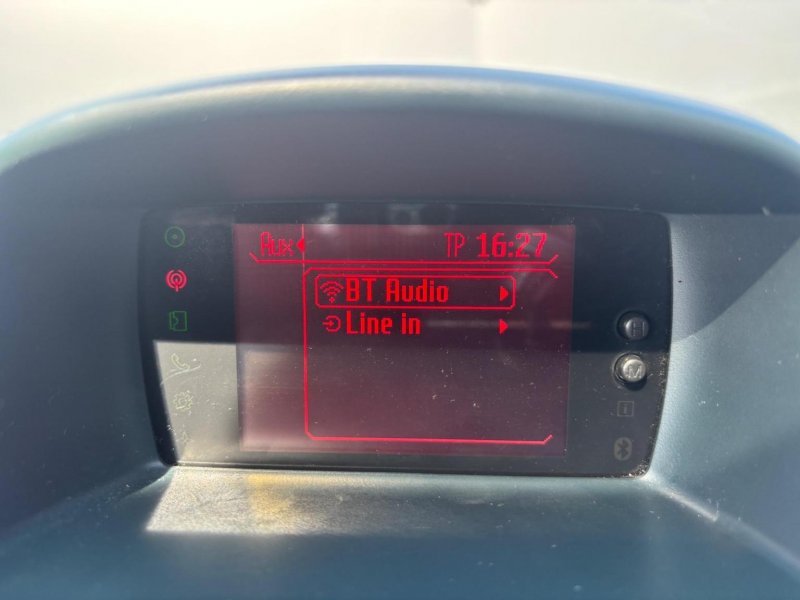 Aux TP 16:27
BT Audio
Line in
H
M
i